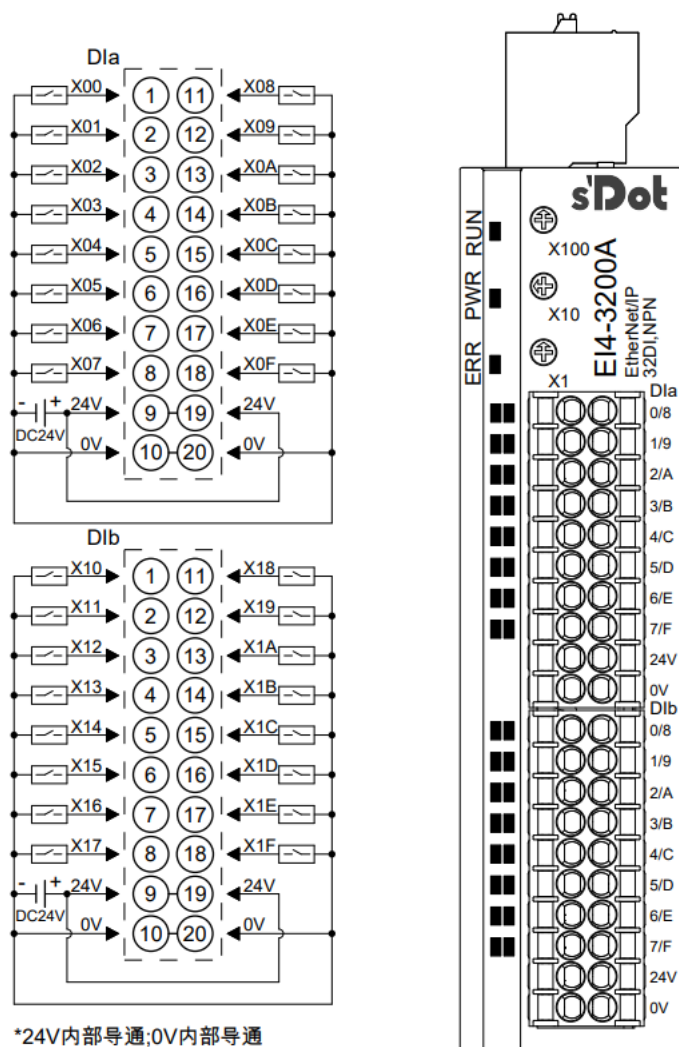 DIa
X00 1 11 X08
X01 2 12 X09
X02 3 13 X0A
X03 4 14 X0B
X04 5 15 X0C
X05 6 16 X0D
X06 7 17 X0E
X07 8 18 X0F
- + 24V 9 19 24V
DC24V
0V 10 20 0V
DIb
X10 1 11 X18
X11 2 12 X19
X12 3 13 X1A
X13 4 14 X1B
X14 5 15 X1C
X15 6 16 X1D
X16 7 17 X1E
X17 8 18 X1F
- + 24V 9 19 24V
DC24V
0V 10 20 0V
*24V内部导通;0V内部导通
s'Dot
RUN
PWR
ERR
X100
X10
X1
EI4-3200A
EtherNet/IP
32DI,NPN
DIa
0/8
1/9
2/A
3/B
4/C
5/D
6/E
7/F
24V
0V
DIb
0/8
1/9
2/A
3/B
4/C
5/D
6/E
7/F
24V
0V